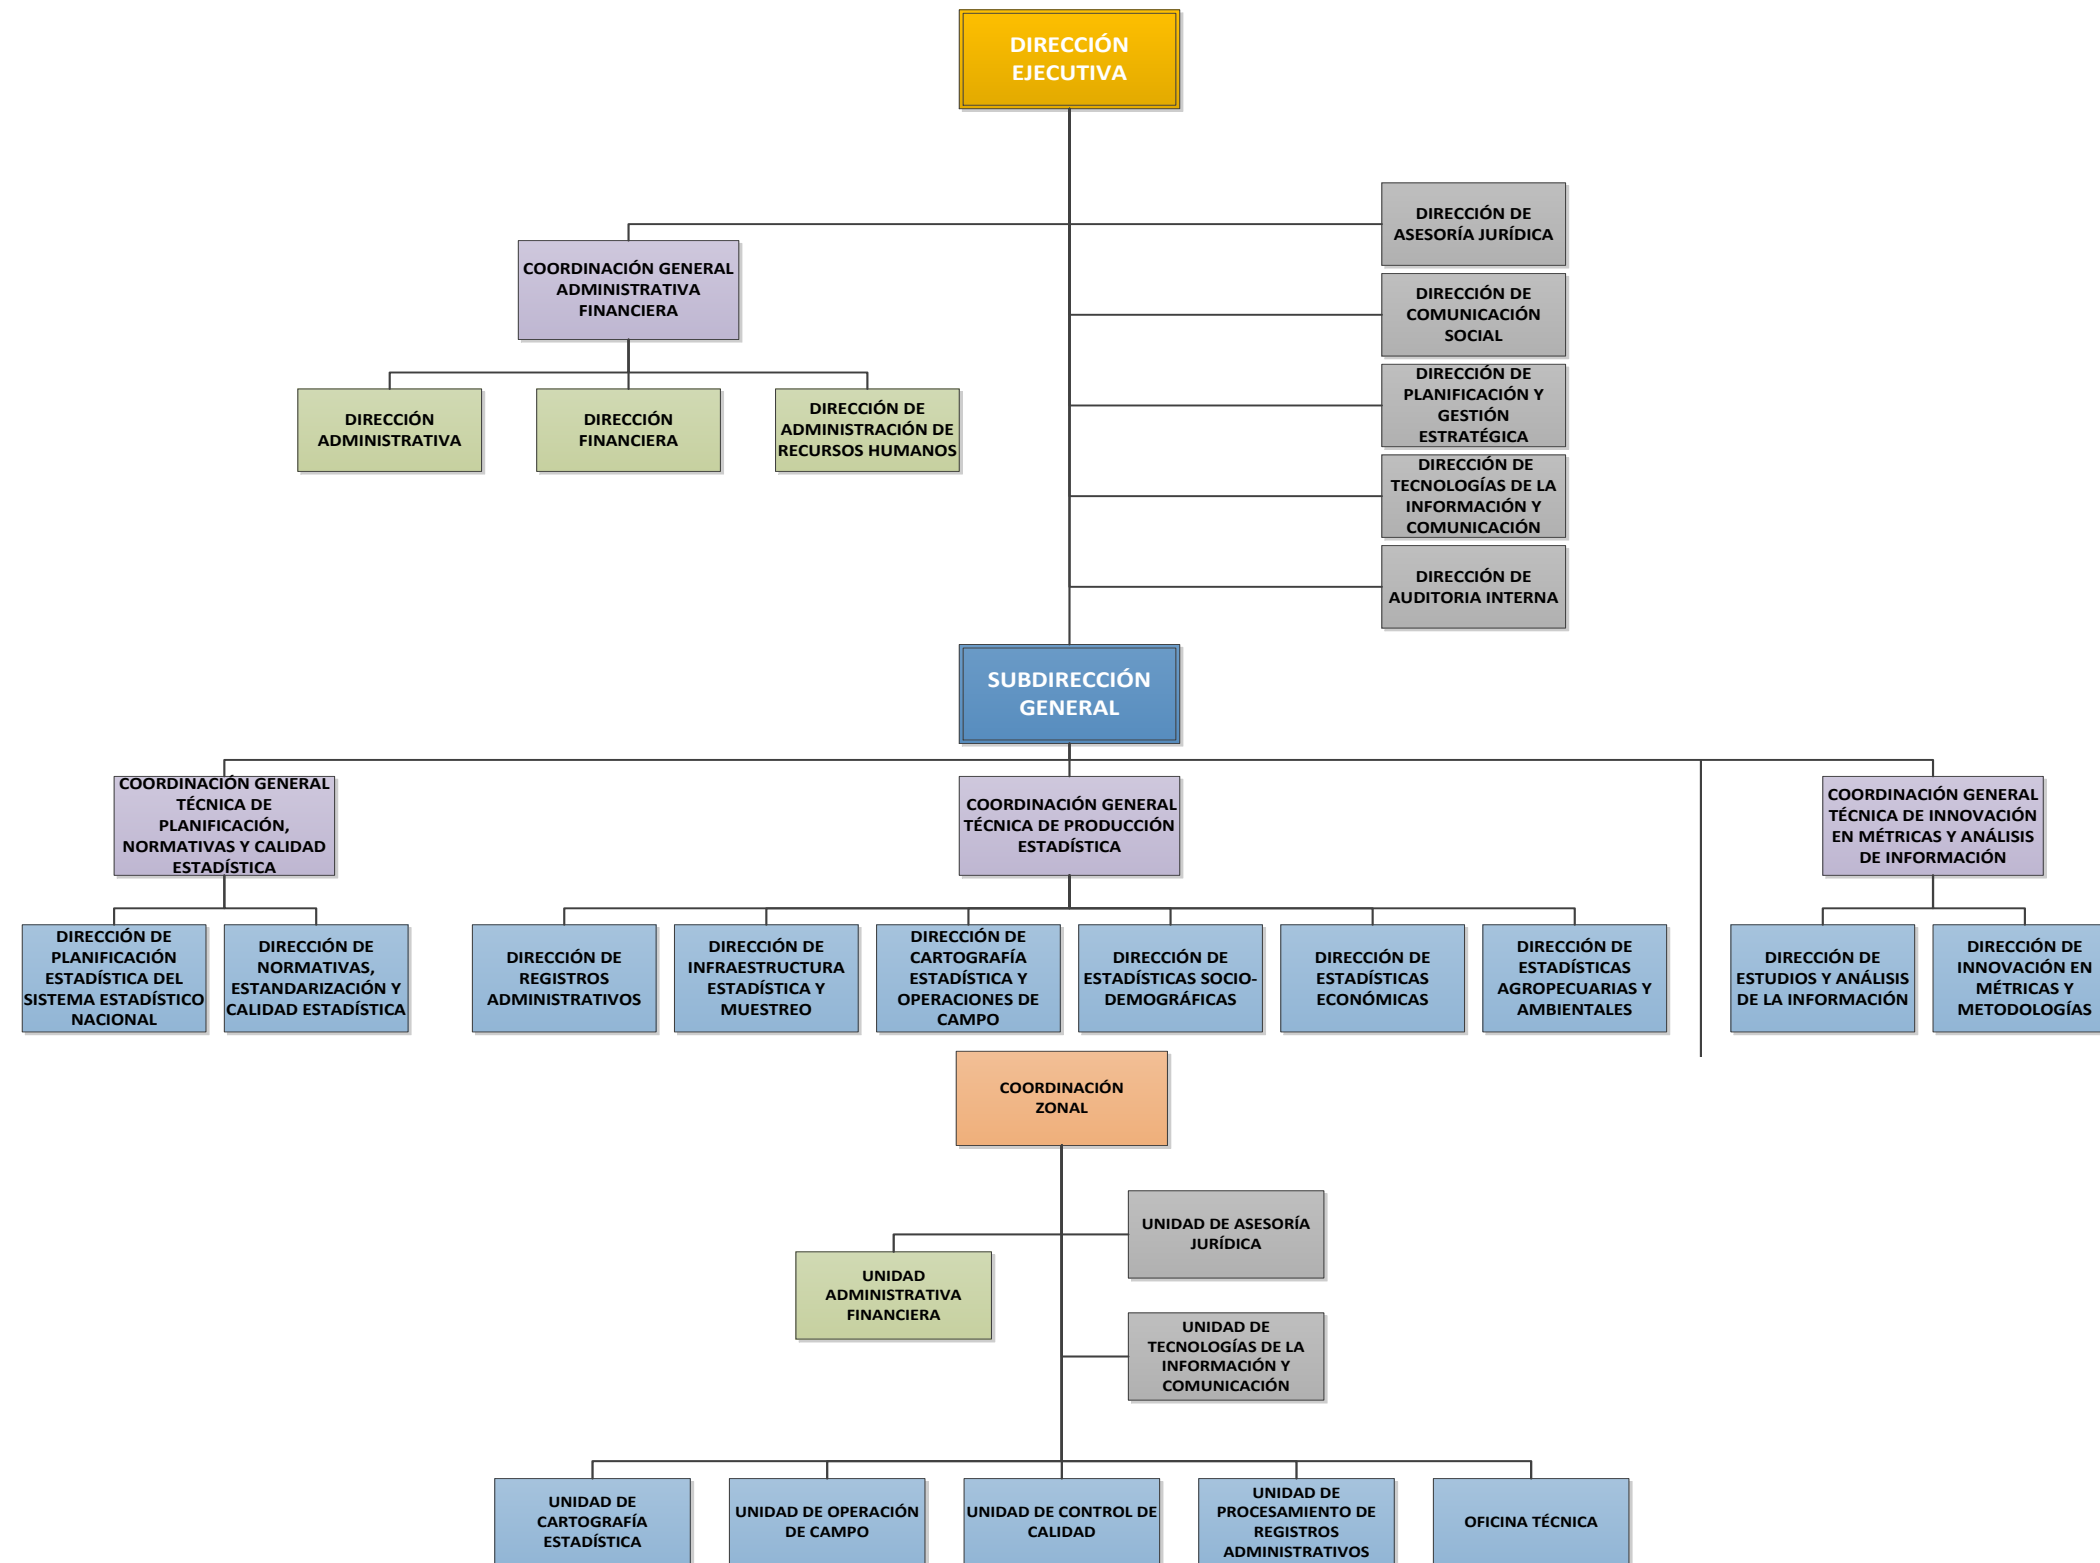 DIRECCIÓN
EJECUTIVA
DIRECCIÓN DE
ASESORÍA JURÍDICA
COORDINACIÓN GENERAL
ADMINISTRATIVA
FINANCIERA
DIRECCIÓN DE
COMUNICACIÓN
SOCIAL
DIRECCIÓN DE
PLANIFICACIÓN Y
GESTIÓN
ESTRATÉGICA
DIRECCIÓN
ADMINISTRATIVA
DIRECCIÓN
FINANCIERA
DIRECCIÓN DE
ADMINISTRACIÓN DE
RECURSOS HUMANOS
DIRECCIÓN DE
TECNOLOGÍAS DE LA
INFORMACIÓN Y
COMUNICACIÓN
DIRECCIÓN DE
AUDITORIA INTERNA
SUBDIRECCIÓN
GENERAL
COORDINACIÓN GENERAL
TÉCNICA DE
PLANIFICACIÓN,
NORMATIVAS Y CALIDAD
ESTADÍSTICA
COORDINACIÓN GENERAL
TÉCNICA DE PRODUCCIÓN
ESTADÍSTICA
COORDINACIÓN GENERAL
TÉCNICA DE INNOVACIÓN
EN MÉTRICAS Y ANÁLISIS
DE INFORMACIÓN
DIRECCIÓN DE
PLANIFICACIÓN
ESTADÍSTICA DEL
SISTEMA ESTADÍSTICO
NACIONAL
DIRECCIÓN DE
NORMATIVAS,
ESTANDARIZACIÓN Y
CALIDAD ESTADÍSTICA
DIRECCIÓN DE
REGISTROS
ADMINISTRATIVOS
DIRECCIÓN DE
INFRAESTRUCTURA
ESTADÍSTICA Y
MUESTREO
DIRECCIÓN DE
CARTOGRAFÍA
ESTADÍSTICA Y
OPERACIONES DE
CAMPO
DIRECCIÓN DE
ESTADÍSTICAS SOCIO-
DEMOGRÁFICAS
DIRECCIÓN DE
ESTADÍSTICAS
ECONÓMICAS
DIRECCIÓN DE
ESTADÍSTICAS
AGROPECUARIAS Y
AMBIENTALES
DIRECCIÓN DE
ESTUDIOS Y ANÁLISIS
DE LA INFORMACIÓN
DIRECCIÓN DE
INNOVACIÓN EN
MÉTRICAS Y
METODOLOGÍAS
COORDINACIÓN
ZONAL
UNIDAD DE ASESORÍA
JURÍDICA
UNIDAD
ADMINISTRATIVA
FINANCIERA
UNIDAD DE
TECNOLOGÍAS DE LA
INFORMACIÓN Y
COMUNICACIÓN
UNIDAD DE
CARTOGRAFÍA
ESTADÍSTICA
UNIDAD DE OPERACIÓN
DE CAMPO
UNIDAD DE CONTROL DE
CALIDAD
UNIDAD DE
PROCESAMIENTO DE
REGISTROS
ADMINISTRATIVOS
OFICINA TÉCNICA